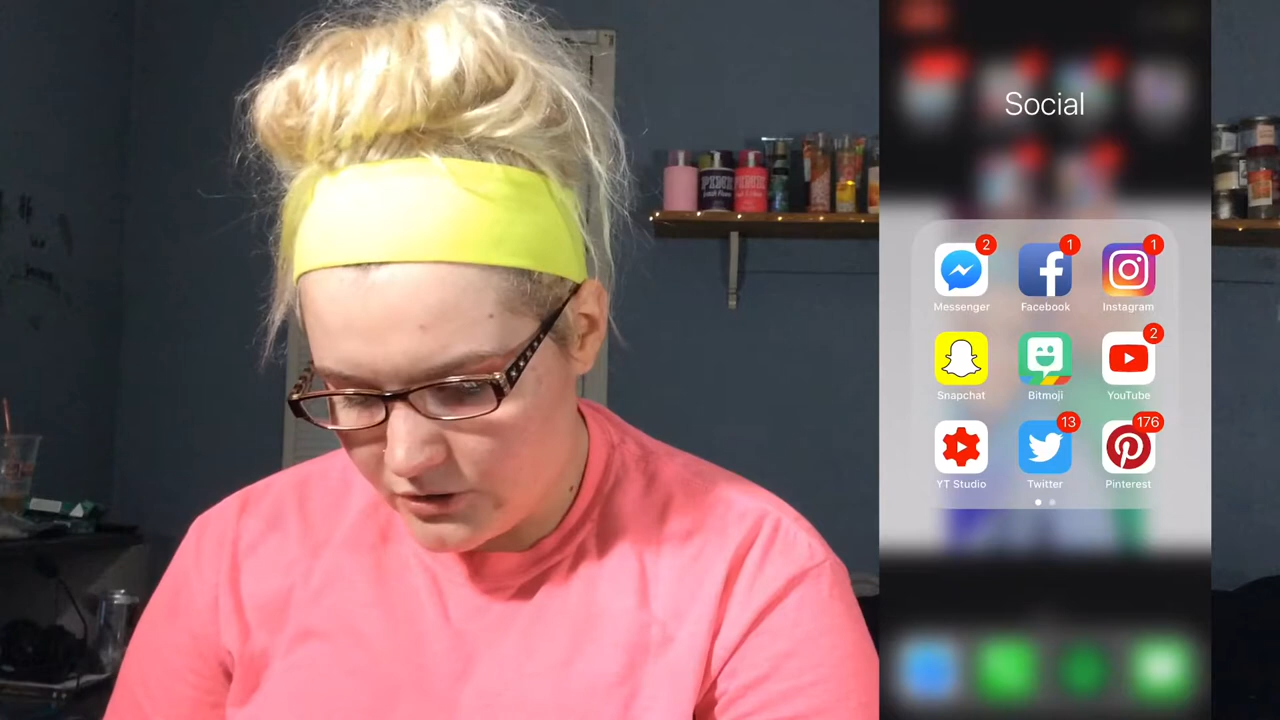 Social
2
1
1
Messenger
Facebook
Instagram
2
Snapchat
Bitmoji
YouTube
13
176
YT Studio
Twitter
Pinterest
PINK
PINK